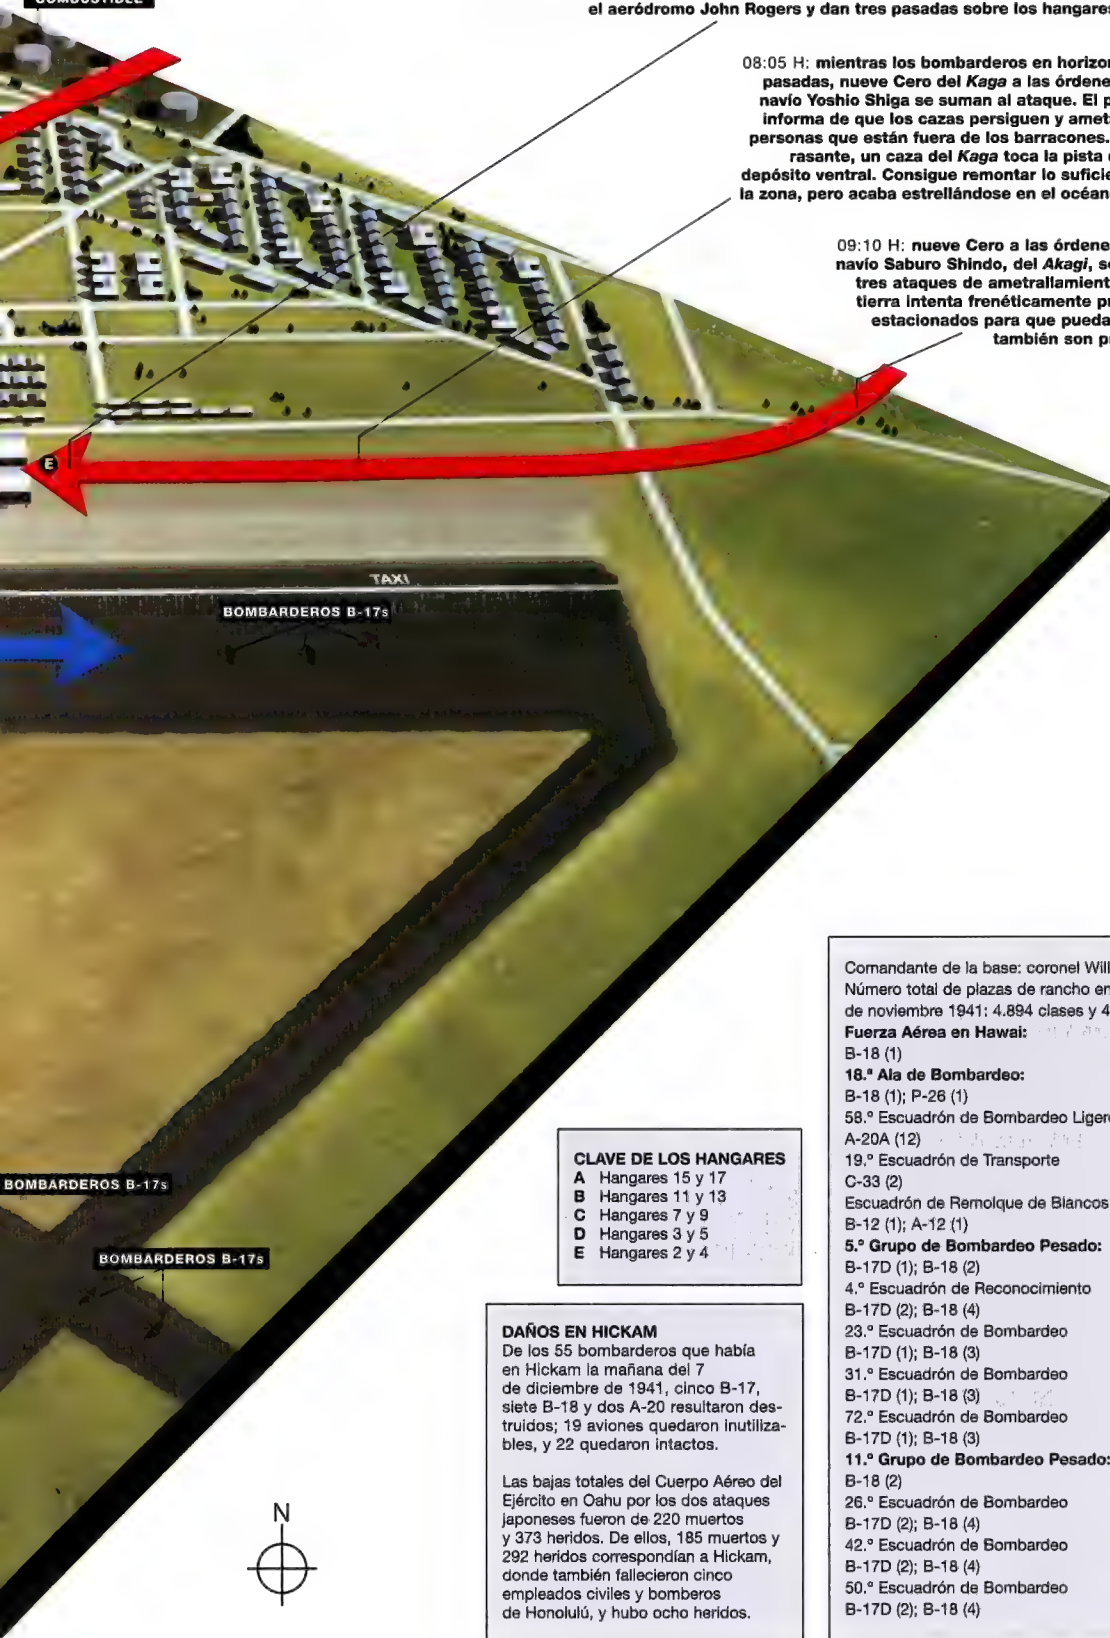 COMBUSTIBLE
el aeródromo John Rogers y dan tres pasadas sobre los hangares
08:05 H: mientras los bombarderos en horizon
pasadas, nueve Cero del Kaga a las órdene
navío Yoshio Shiga se suman al ataque. El p
informa de que los cazas persiguen y amet
personas que están fuera de los barracones.
rasante, un caza del Kaga toca la pista
depósito ventral. Consigue remontar lo suficie
la zona, pero acaba estrellándose en el océan
09:10 H: nueve Cero a las órdene
navío Saburo Shindo, del Akagi, s
tres ataques de ametrallamient
tierra intenta frenéticamente p
estacionados para que pueda
también son p
E
TAXI
BOMBARDEROS B-17s
BOMBARDEROS B-17s
BOMBARDEROS B-17s
N
CLAVE DE LOS HANGARES
A Hangares 15 y 17
B Hangares 11 y 13
C Hangares 7 y 9
D Hangares 3 y 5
E Hangares 2 y 4
DAÑOS EN HICKAM
De los 55 bombarderos que había
en Hickam la mañana del 7
de diciembre de 1941, cinco B-17,
siete B-18 y dos A-20 resultaron des-
truidos; 19 aviones quedaron inutiliza-
bles, y 22 quedaron intactos.
Las bajas totales del Cuerpo Aéreo del
Ejército en Oahu por los dos ataques
japoneses fueron de 220 muertos
y 373 heridos. De ellos, 185 muertos y
292 heridos correspondían a Hickam,
donde también fallecieron cinco
empleados civiles y bomberos
de Honolulú, y hubo ocho heridos.
Comandante de la base: coronel Will
Número total de plazas de rancho en
de noviembre 1941: 4.894 clases y 4
Fuerza Aérea en Hawai:
B-18 (1)
18.ª Ala de Bombardeo:
B-18 (1); P-26 (1)
58.º Escuadrón de Bombardeo Ligero
A-20A (12)
19.º Escuadrón de Transporte
C-33 (2)
Escuadrón de Remolque de Blancos
B-12 (1); A-12 (1)
5.º Grupo de Bombardeo Pesado:
B-17D (1); B-18 (2)
4.º Escuadrón de Reconocimiento
B-17D (2); B-18 (4)
23.º Escuadrón de Bombardeo
B-17D (1); B-18 (3)
31.º Escuadrón de Bombardeo
B-17D (1); B-18 (3)
72.º Escuadrón de Bombardeo
B-17D (1); B-18 (3)
11.º Grupo de Bombardeo Pesado:
B-18 (2)
26.º Escuadrón de Bombardeo
B-17D (2); B-18 (4)
42.º Escuadrón de Bombardeo
B-17D (2); B-18 (4)
50.º Escuadrón de Bombardeo
B-17D (2); B-18 (4)